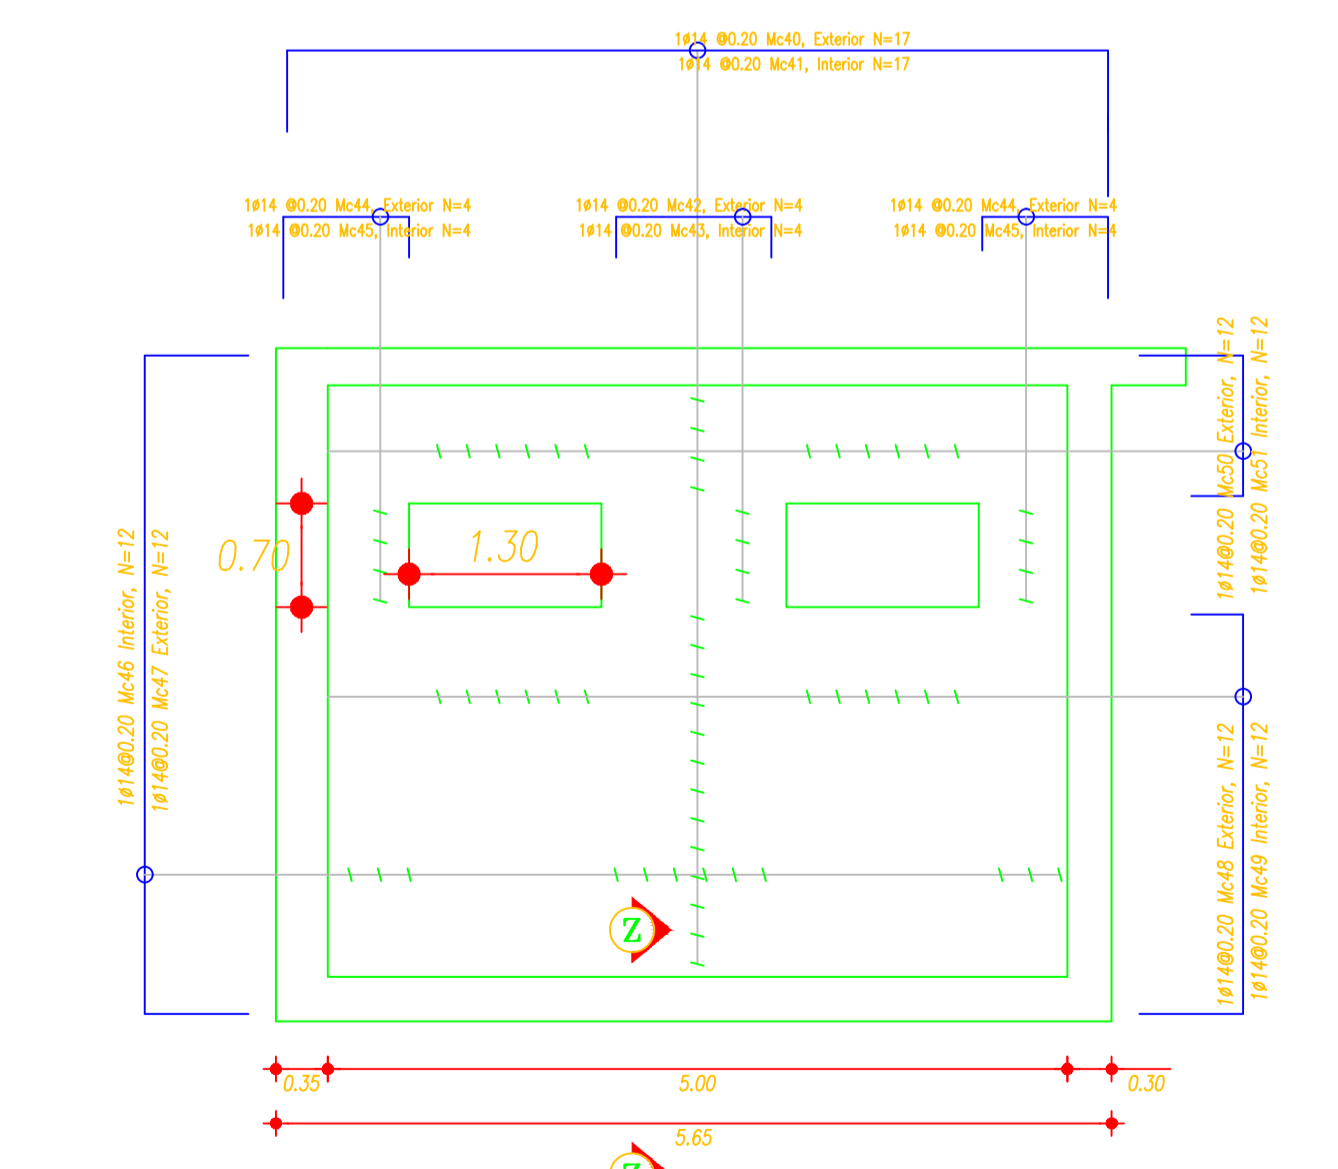 1ø14 @0.20 Mc40, Exterior N=17
1ø14 @0.20 Mc41, Interior N=17
1ø14 @0.20 Mc44, Exterior N=4
1ø14 @0.20 Mc45, Interior N=4
1ø14 @0.20 Mc42, Exterior N=4
1ø14 @0.20 Mc43, Interior N=4
1ø14 @0.20 Mc44, Exterior N=4
1ø14 @0.20 Mc45, Interior N=4
1ø14@0.20 Mc50 Exterior, N=12
1ø14@0.20 Mc51 Interior, N=12
0.70
1.30
1ø14@0.20 Mc46 Interior, N=12
1ø14@0.20 Mc47 Exterior, N=12
1ø14@0.20 Mc48 Exterior, N=12
1ø14@0.20 Mc49 Interior, N=12
Z
0.35
5.00
0.30
5.65
Z